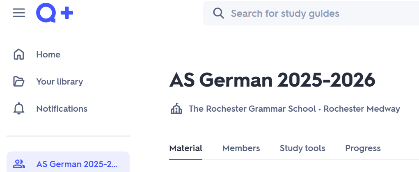 Q+
Search for study guides
Home
Your library
Notifications
AS German 2025-2...
AS German 2025-2026
The Rochester Grammar School - Rochester Medway
Material Members Study tools Progress